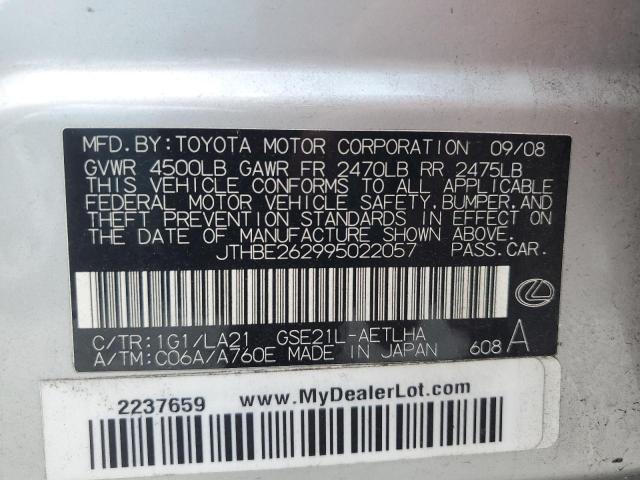 MFD.BY:TOYOTA MOTOR CORPORATION 09/08
GVWR 4500LB GAWR FR 2470LB RR 2475LB
THIS VEHICLE CONFORMS TO ALL APPLICABLE
FEDERAL MOTOR VEHICLE SAFETY,BUMPER,AND
THEFT PREVENTION STANDARDS IN EFFECT ON
THE DATE OF MANUFACTURE SHOWN ABOVE.
JTHBE262995022057 PASS.CAR.
C/TR:1G1/LA21 GSE21L-AETLHA
A/TM:C06A/A760E MADE IN JAPAN 608 A
2237659 www.MyDealerLot.com